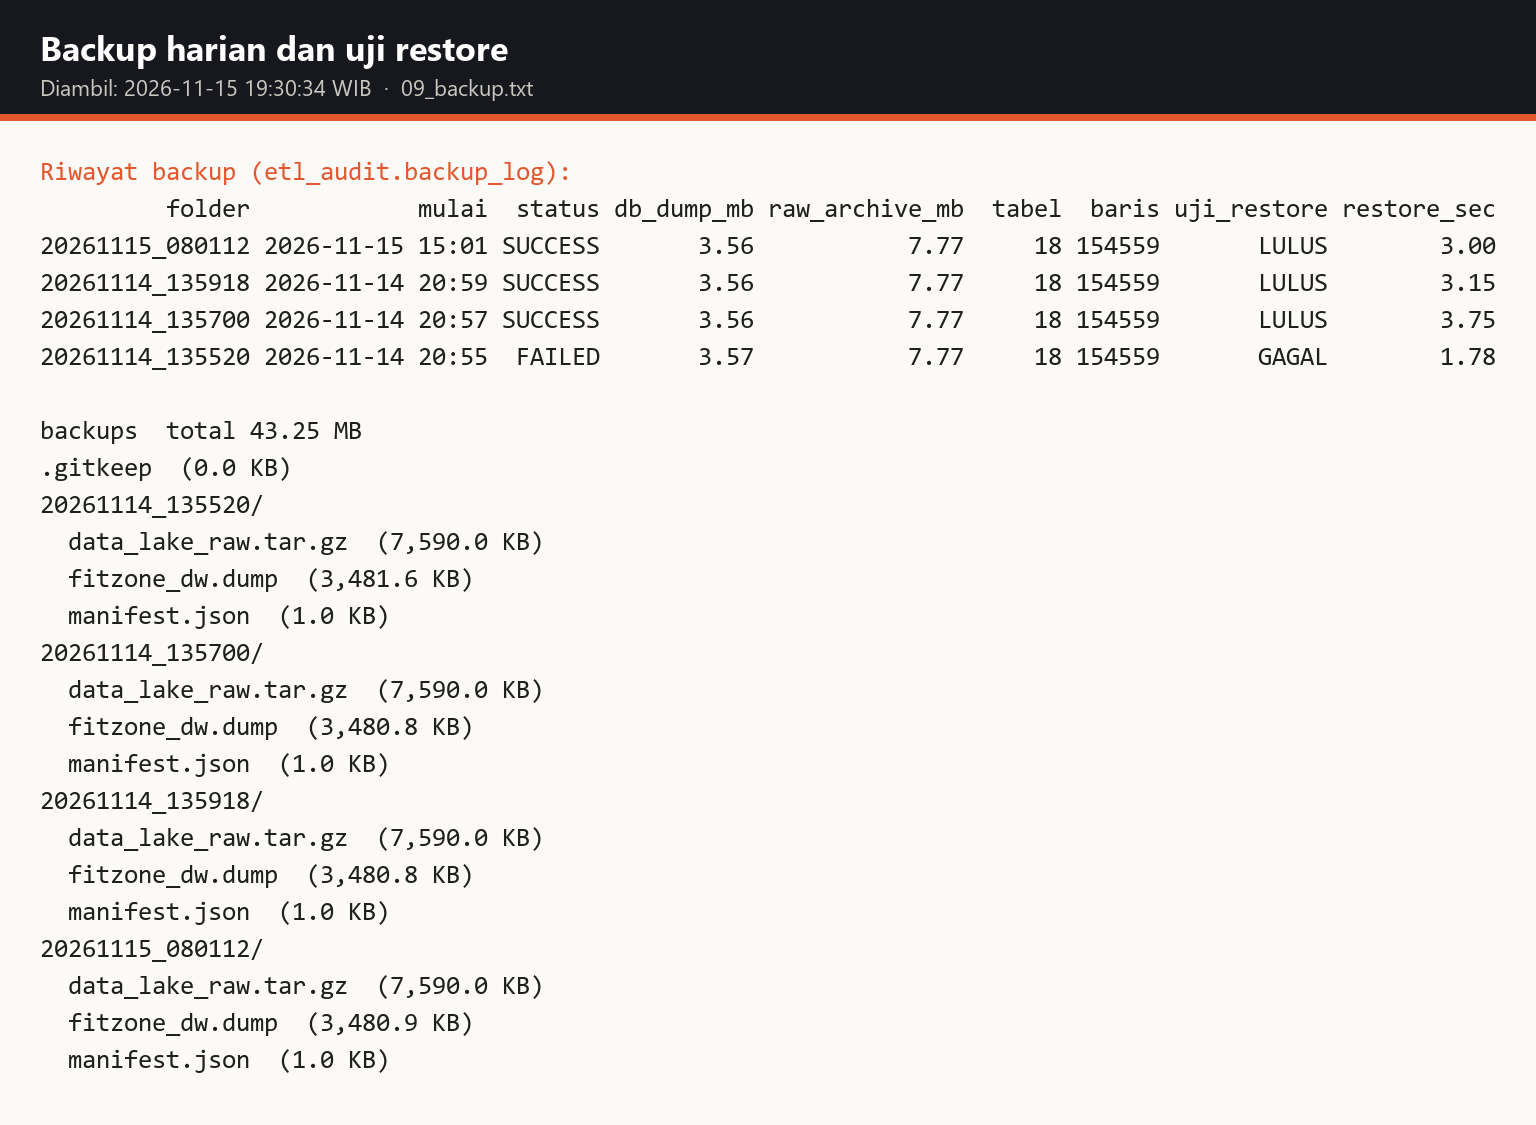 Backup harian dan uji restore
Diambil: 2026-11-15 19:30:34 WIB · 09_backup.txt
Riwayat backup (etl_audit.backup_log):
folder mulai status db_dump_mb raw_archive_mb tabel baris uji_restore restore_sec
20261115_080112 2026-11-15 15:01 SUCCESS 3.56 7.77 18 154559 LULUS 3.00
20261114_135918 2026-11-14 20:59 SUCCESS 3.56 7.77 18 154559 LULUS 3.15
20261114_135700 2026-11-14 20:57 SUCCESS 3.56 7.77 18 154559 LULUS 3.75
20261114_135520 2026-11-14 20:55 FAILED 3.57 7.77 18 154559 GAGAL 1.78
backups total 43.25 MB
.gitkeep (0.0 KB)
20261114_135520/
data_lake_raw.tar.gz (7,590.0 KB)
fitzone_dw.dump (3,481.6 KB)
manifest.json (1.0 KB)
20261114_135700/
data_lake_raw.tar.gz (7,590.0 KB)
fitzone_dw.dump (3,480.8 KB)
manifest.json (1.0 KB)
20261114_135918/
data_lake_raw.tar.gz (7,590.0 KB)
fitzone_dw.dump (3,480.8 KB)
manifest.json (1.0 KB)
20261115_080112/
data_lake_raw.tar.gz (7,590.0 KB)
fitzone_dw.dump (3,480.9 KB)
manifest.json (1.0 KB)